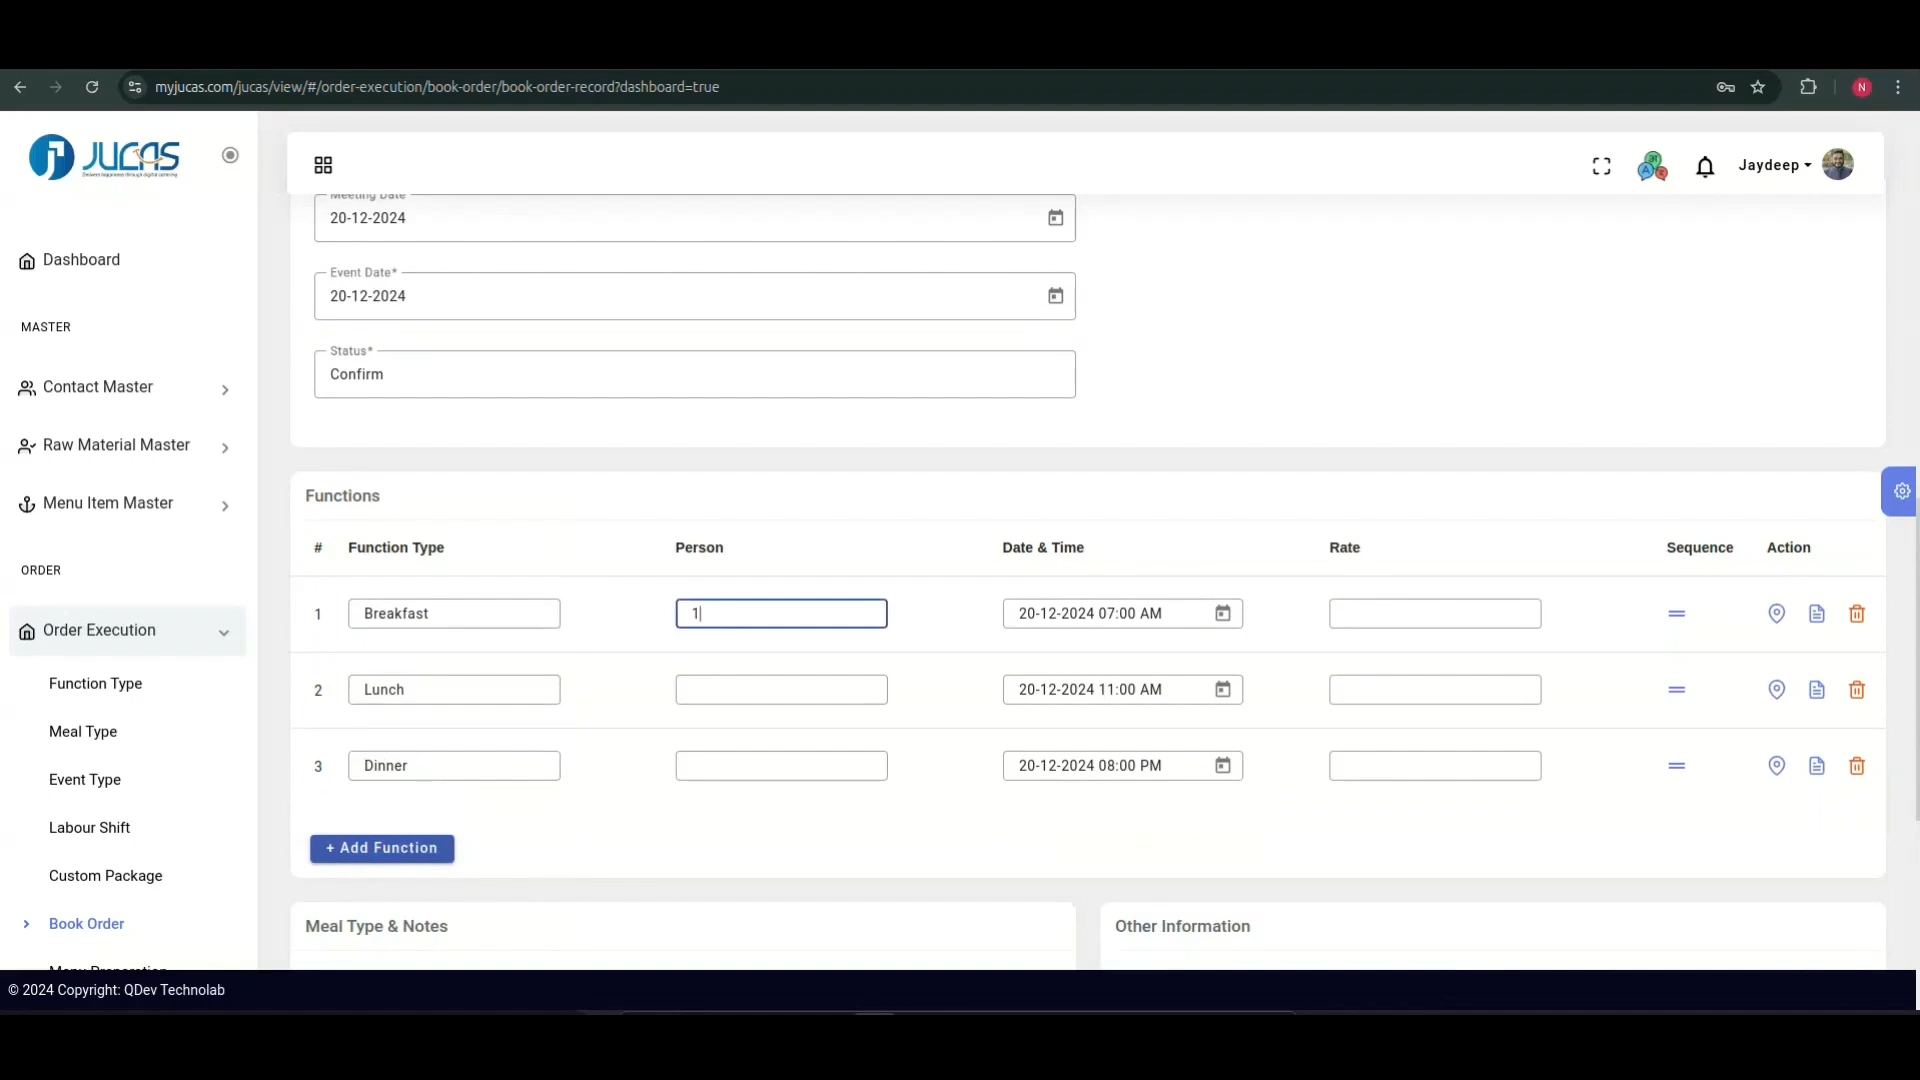 myjucas.com/jucas/view/#/order-execution/book-order/book-order-record?dashboard=true
N
JUCAS
Jaydeep
Meeting Date
20-12-2024
Dashboard
Event Date*
20-12-2024
MASTER
Status*
Confirm
Contact Master
Raw Material Master
Menu Item Master
Functions
# Function Type Person Date & Time Rate Sequence Action
ORDER
1 Breakfast 1 20-12-2024 07:00 AM
Order Execution
Function Type
2 Lunch 20-12-2024 11:00 AM
Meal Type
3 Dinner 20-12-2024 08:00 PM
Event Type
Labour Shift
+ Add Function
Custom Package
Book Order
Meal Type & Notes
Other Information
Menu Preparation
© 2024 Copyright: QDev Technolab